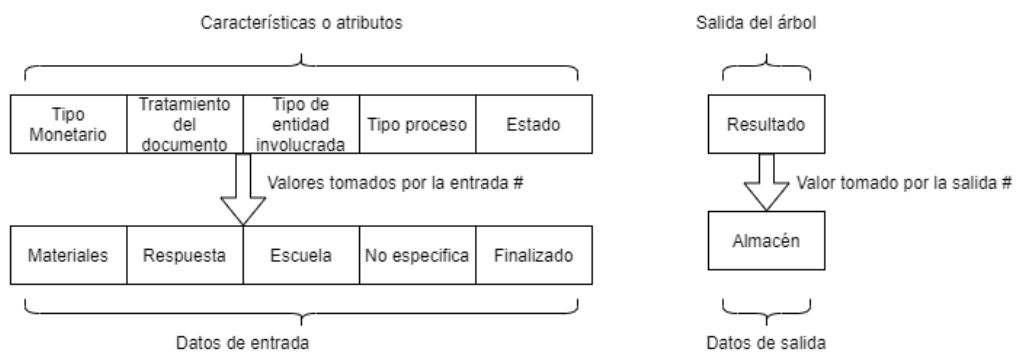 Características o atributos
Salida del árbol
Tipo
Monetario
Tratamiento
del
documento
Tipo de
entidad
involucrada
Tipo proceso
Estado
Resultado
Valores tomados por la entrada #
Valor tomado por la salida #
Materiales
Respuesta
Escuela
No especifica
Finalizado
Almacén
Datos de entrada
Datos de salida